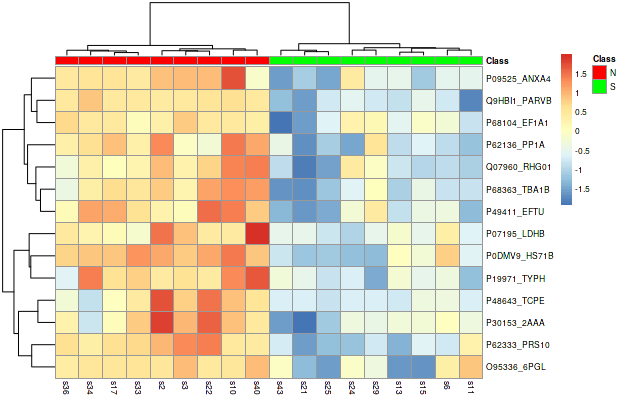 Class
P09525_ANXA4
Q9HBI1_PARVB
P68104_EF1A1
P62136_PP1A
Q07960_RHG01
P68363_TBA1B
P49411_EFTU
P07195_LDHB
P0DMV9_HS71B
P19971_TYPH
P48643_TCPE
P30153_2AAA
P62333_PRS10
O95336_6PGL
s36 s34 s17 s33 s2 s3 s22 s10 s40 s43 s21 s25 s24 s29 s13 s15 s6 s11
1.5
1
0.5
0
-0.5
-1
-1.5
Class
N
S